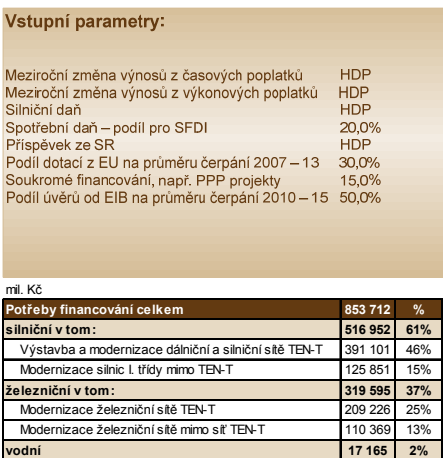 Vstupní parametry:
Meziroční změna výnosů z časových poplatků HDP
Meziroční změna výnosů z výkonových poplatků HDP
Silniční daň HDP
Spotřební daň – podíl pro SFDI 20,0%
Příspěvek ze SR HDP
Podíl dotací z EU na průměru čerpání 2007 – 13 30,0%
Soukromé financování, např. PPP projekty 15,0%
Podíl úvěrů od EIB na průměru čerpání 2010 – 15 50,0%
mil. Kč
Potřeby financování celkem 853 712 %
silniční v tom: 516 952 61%
Výstavba a modernizace dálniční a silniční sítě TEN-T 391 101 46%
Modernizace silnic I. třídy mimo TEN-T 125 851 15%
železniční v tom: 319 595 37%
Modernizace železniční sítě TEN-T 209 226 25%
Modernizace železniční sítě mimo síť TEN-T 110 369 13%
vodní 17 165 2%